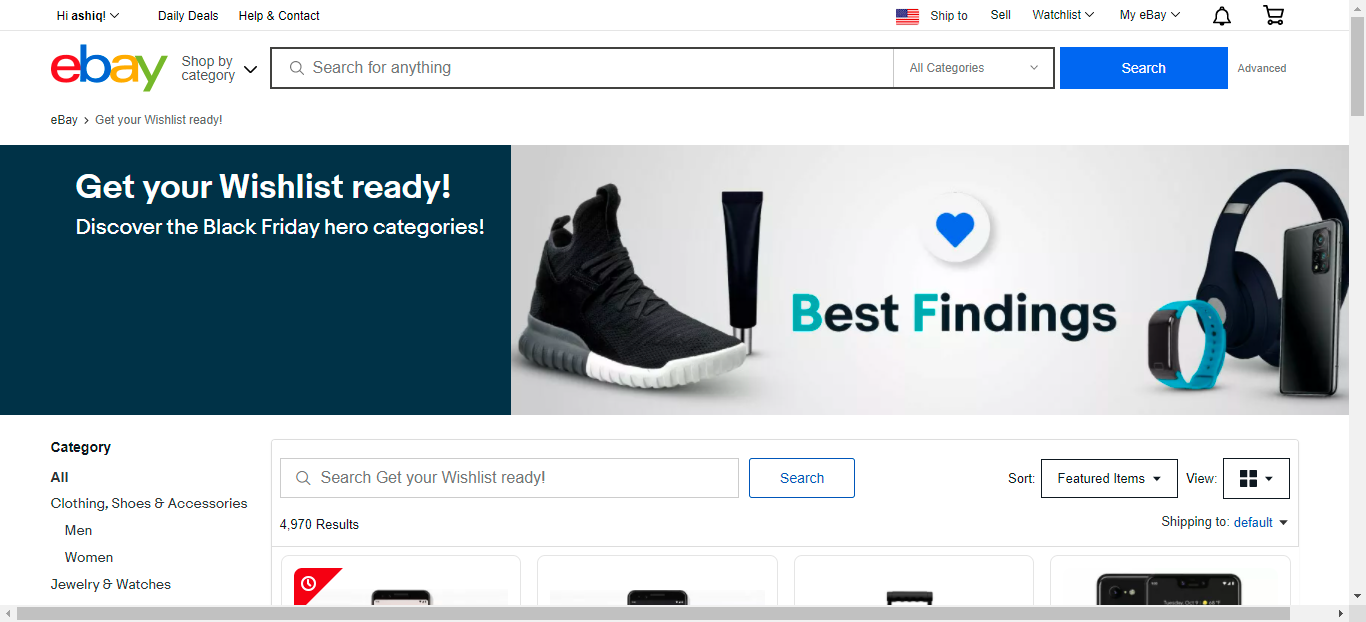 Hi ashiq! Daily Deals Help & Contact Ship to Sell Watchlist My eBay
ebay Shop by category Search for anything All Categories Search Advanced
eBay Get your Wishlist ready!
Get your Wishlist ready!
Discover the Black Friday hero categories!
Best Findings
Category
All
Clothing, Shoes & Accessories
Men
Women
Jewelry & Watches
Search Get your Wishlist ready! Search Sort: Featured Items View:
4,970 Results Shipping to: default